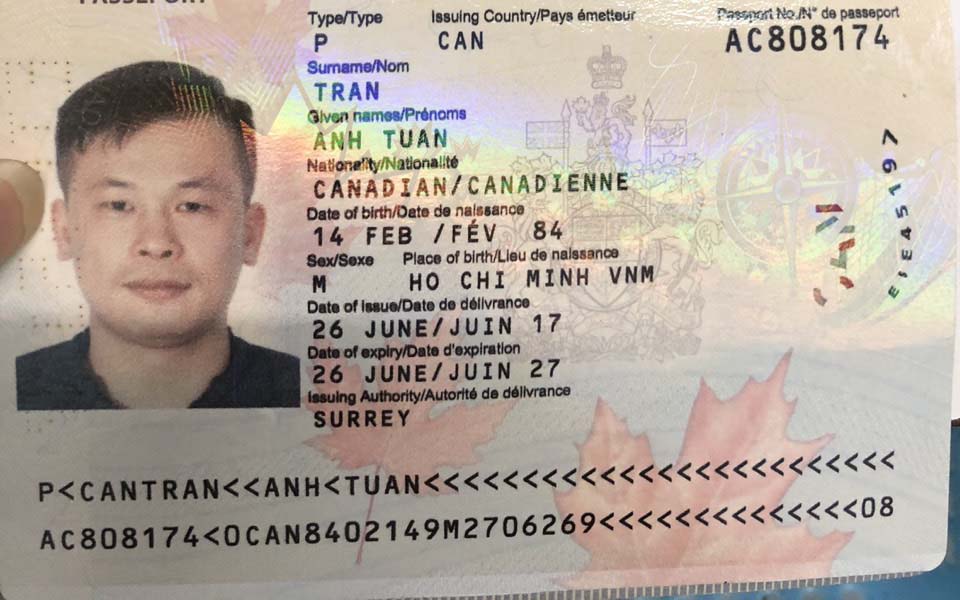 PASSEPORT
Type/Type Issuing Country/Pays émetteur Passport No./N° de passeport
P CAN AC808174
Surname/Nom
TRAN
Given names/Prénoms
ANH TUAN
Nationality/Nationalité
CANADIAN/CANADIENNE
Date of birth/Date de naissance
14 FEB /FÉV 84
Sex/Sexe Place of birth/Lieu de naissance
M HO CHI MINH VNM
Date of issue/Date de délivrance
26 JUNE/JUIN 17
Date of expiry/Date d'expiration
26 JUNE/JUIN 27
Issuing Authority/Autorité de délivrance
SURREY
P<CANTRAN<<ANH<TUAN<<<<<<<<<<<<<<<<<<<<<<<<<
AC808174<0CAN8402149M2706269<<<<<<<<<<<<<<08